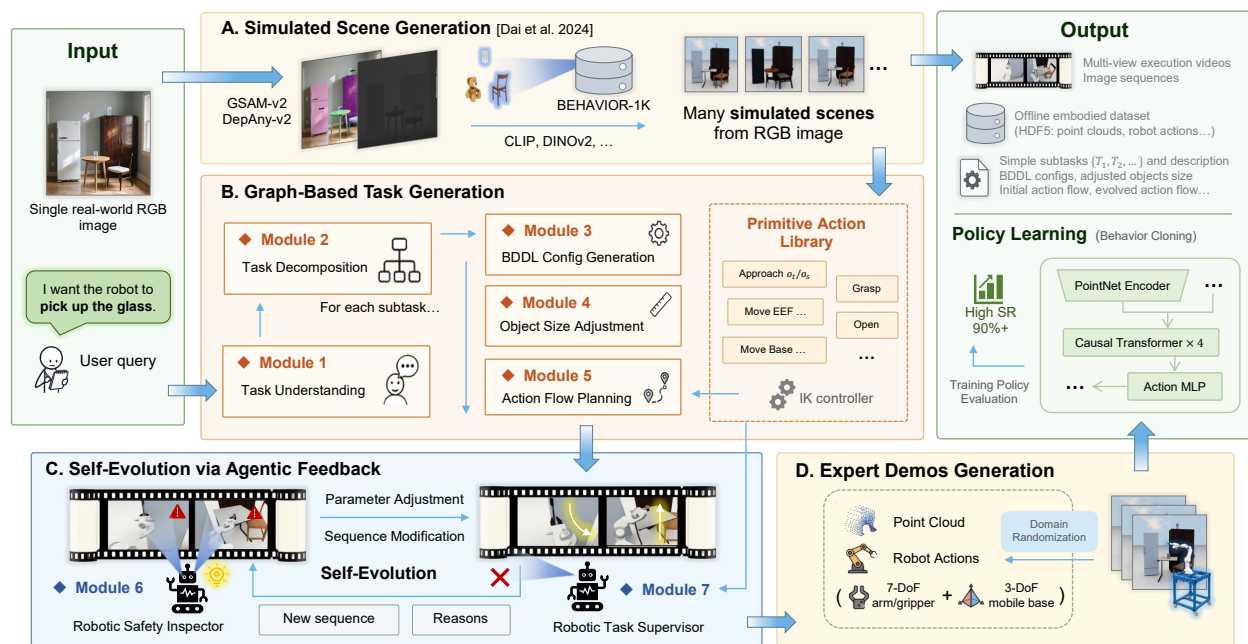 Input
Single real-world RGB
image
I want the robot to
pick up the glass.
User query
A. Simulated Scene Generation [Dai et al. 2024]
GSAM-v2
DepAny-v2
BEHAVIOR-1K
CLIP, DINOv2, …
...
Many simulated scenes
from RGB image
B. Graph-Based Task Generation
◆ Module 2
Task Decomposition
For each subtask…
◆ Module 1
Task Understanding
◆ Module 3
BDDL Config Generation
◆ Module 4
Object Size Adjustment
◆ Module 5
Action Flow Planning
Primitive Action
Library
Approach oₜ/oₛ
Grasp
Move EEF …
Open
Move Base …
...
IK controller
C. Self-Evolution via Agentic Feedback
Parameter Adjustment
Sequence Modification
Self-Evolution
◆ Module 6
Robotic Safety Inspector
New sequence
Reasons
◆ Module 7
Robotic Task Supervisor
D. Expert Demos Generation
Point Cloud
Robot Actions
( 7-DoF
arm/gripper
+ 3-DoF
mobile base )
Domain
Randomization
Output
Multi-view execution videos
Image sequences
Offline embodied dataset
(HDF5: point clouds, robot actions…)
Simple subtasks {T₁, T₂, … } and description
BDDL configs, adjusted objects size
Initial action flow, evolved action flow…
Policy Learning (Behavior Cloning)
High SR
90%+
Training Policy
Evaluation
PointNet Encoder
...
Causal Transformer × 4
...
Action MLP